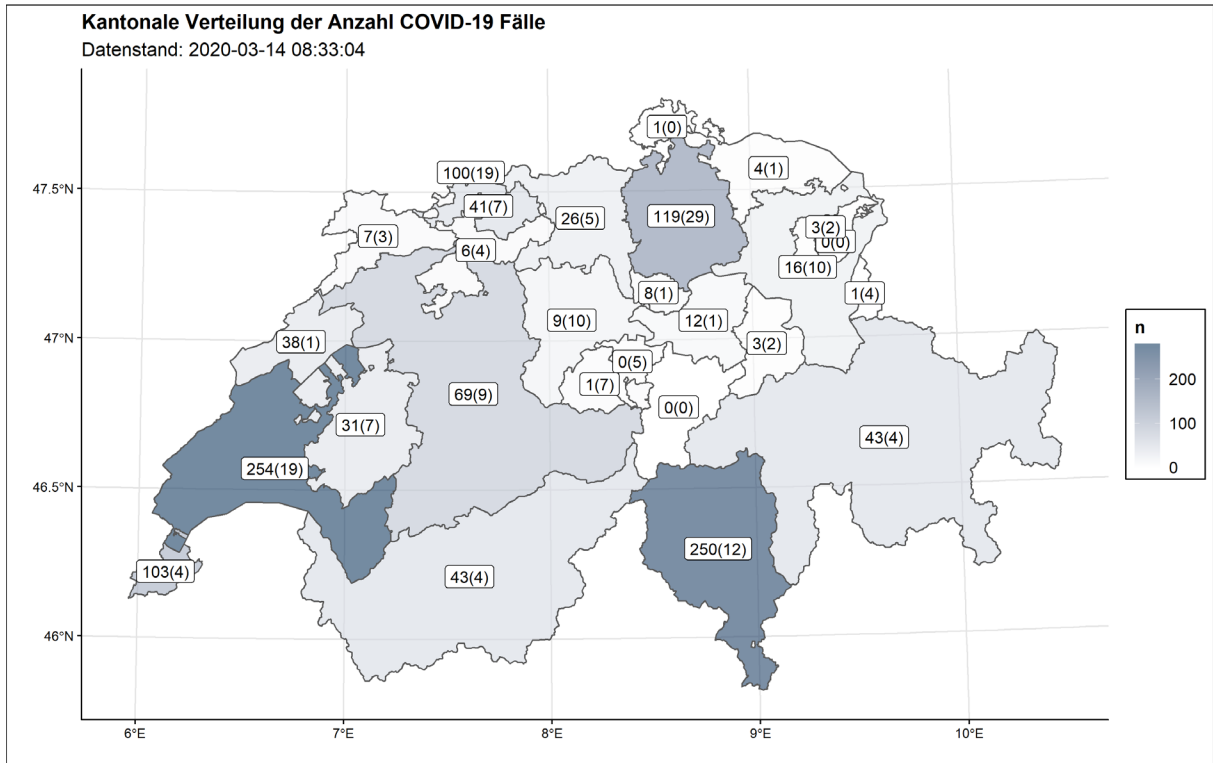 Kantonale Verteilung der Anzahl COVID-19 Fälle
Datenstand: 2020-03-14 08:33:04
1(0)
4(1)
100(19)
47.5°N
41(7)
119(29)
26(5)
3(2)
7(3)
0(0)
6(4)
16(10)
8(1)
1(4)
9(10)
12(1)
47°N
38(1)
3(2)
n
0(5)
200
1(7)
69(9)
0(0)
100
31(7)
43(4)
0
254(19)
46.5°N
250(12)
103(4)
43(4)
46°N
6°E
7°E
8°E
9°E
10°E